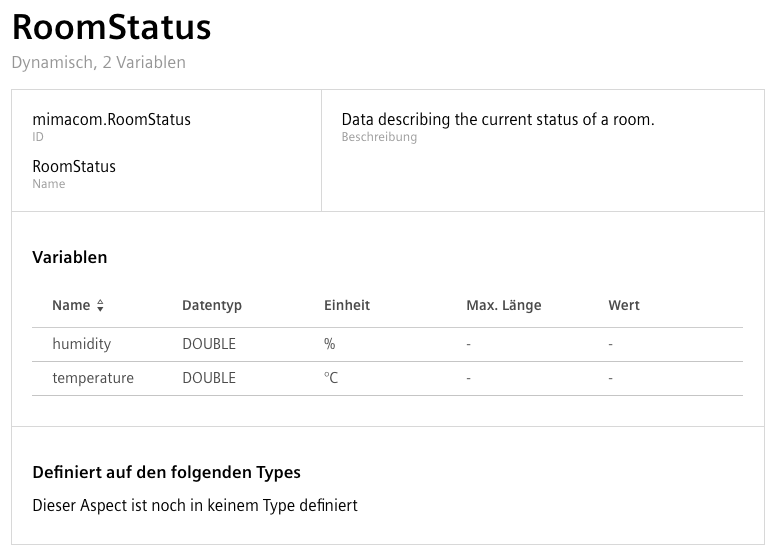 RoomStatus
Dynamisch, 2 Variablen
mimacom.RoomStatus
ID
RoomStatus
Name
Data describing the current status of a room.
Beschreibung
Variablen
Name Datentyp Einheit Max. Länge Wert
humidity DOUBLE % - -
temperature DOUBLE °C - -
Definiert auf den folgenden Types
Dieser Aspect ist noch in keinem Type definiert